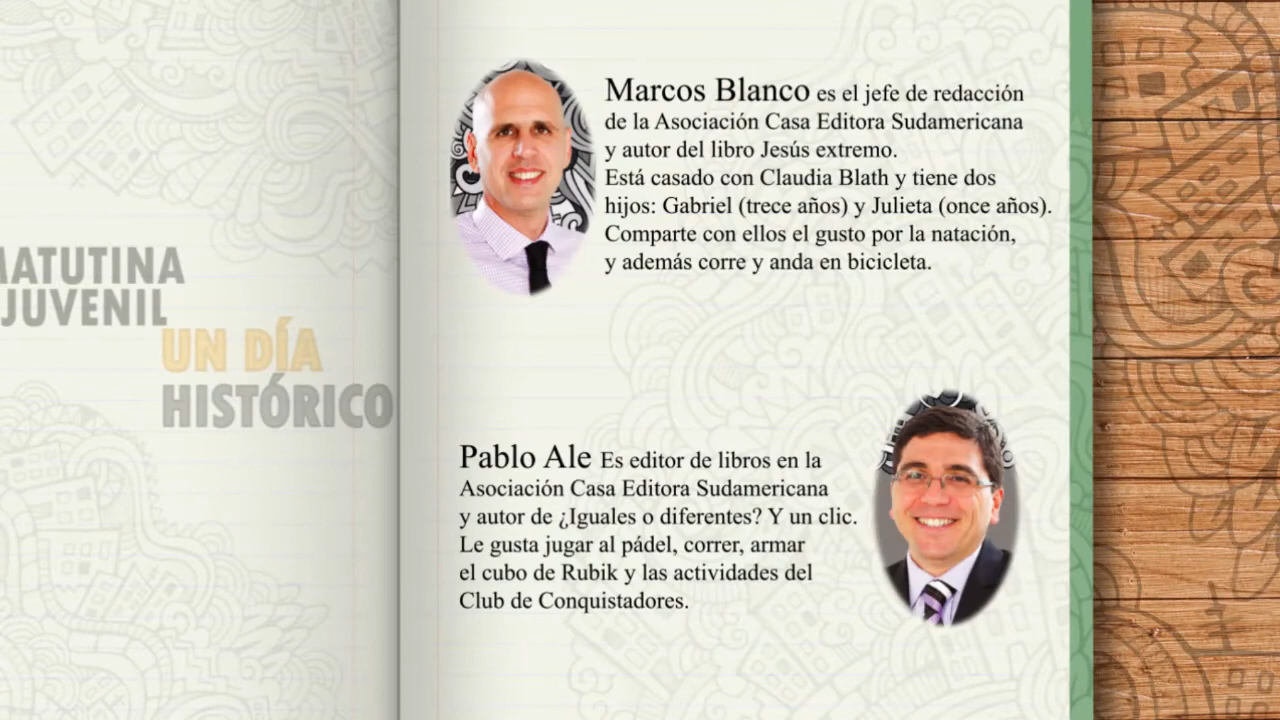 MATUTINA
JUVENIL
UN DÍA
HISTÓRICO
Marcos Blanco es el jefe de redacción
de la Asociación Casa Editora Sudamericana
y autor del libro Jesús extremo.
Está casado con Claudia Blath y tiene dos
hijos: Gabriel (trece años) y Julieta (once años).
Comparte con ellos el gusto por la natación,
y además corre y anda en bicicleta.
Pablo Ale Es editor de libros en la
Asociación Casa Editora Sudamericana
y autor de ¿Iguales o diferentes? Y un clic.
Le gusta jugar al pádel, correr, armar
el cubo de Rubik y las actividades del
Club de Conquistadores.